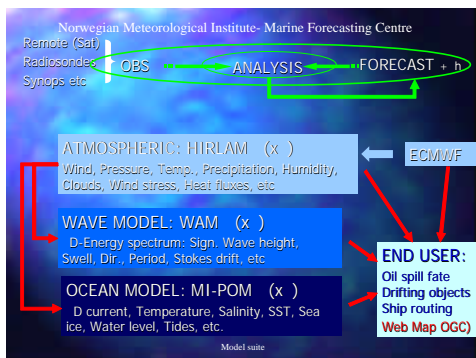 Norwegian Meteorological Institute- Marine Forecasting Centre
Remote (Sat)
Radiosondes
Synops etc
OBS
ANALYSIS
FORECAST + h
ATMOSPHERIC: HIRLAM (x )
Wind, Pressure, Temp., Precipitation, Humidity,
Clouds, Wind stress, Heat fluxes, etc
ECMWF
WAVE MODEL: WAM (x )
D-Energy spectrum: Sign. Wave height,
Swell, Dir., Period, Stokes drift, etc
OCEAN MODEL: MI-POM (x )
D current, Temperature, Salinity, SST, Sea
ice, Water level, Tides, etc.
END USER:
Oil spill fate
Drifting objects
Ship routing
Web Map OGC)
Model suite